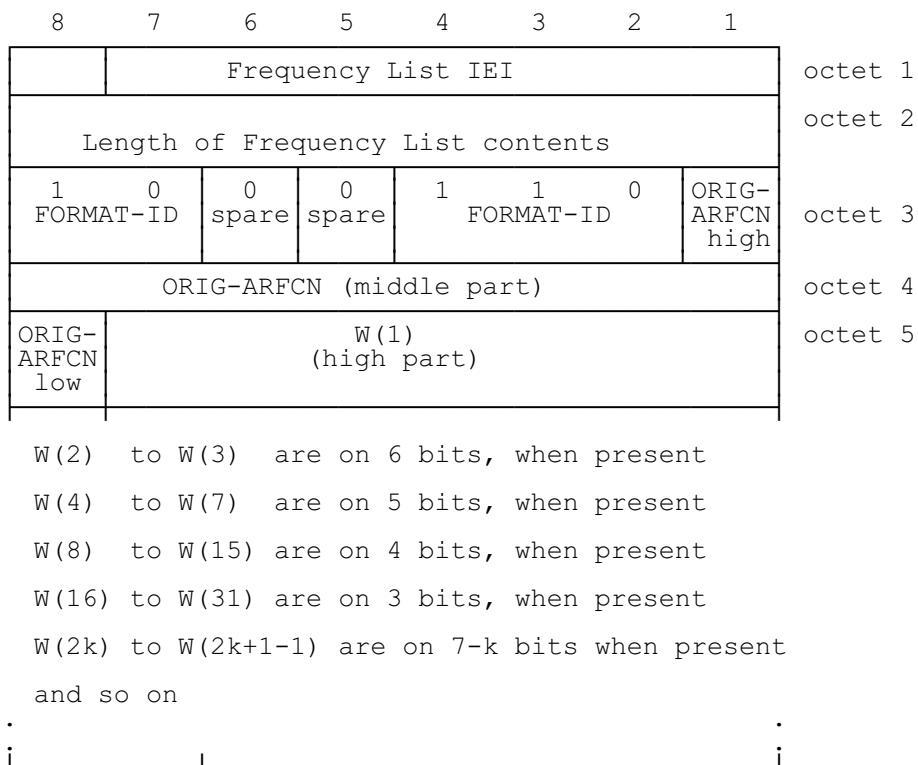 8 7 6 5 4 3 2 1
Frequency List IEI octet 1
octet 2
Length of Frequency List contents
1 0 0 0 1 1 0 ORIG-
FORMAT-ID spare spare FORMAT-ID ARFCN octet 3
high
ORIG-ARFCN (middle part) octet 4
ORIG- W(1) octet 5
ARFCN (high part)
low
W(2) to W(3) are on 6 bits, when present
W(4) to W(7) are on 5 bits, when present
W(8) to W(15) are on 4 bits, when present
W(16) to W(31) are on 3 bits, when present
W(2k) to W(2k+1-1) are on 7-k bits when present
and so on